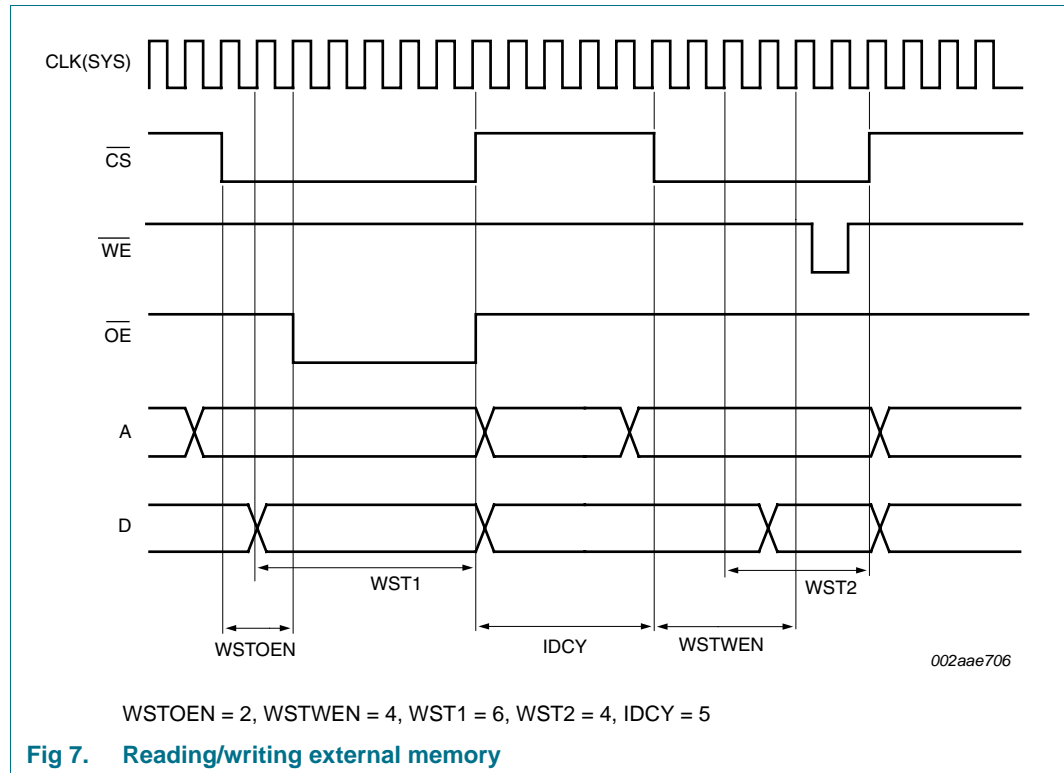 CLK(SYS)
CS
WE
OE
A
D
WST1
WST2
WSTOEN
IDCY
WSTWEN
002aae706
WSTOEN = 2, WSTWEN = 4, WST1 = 6, WST2 = 4, IDCY = 5
Fig 7. Reading/writing external memory